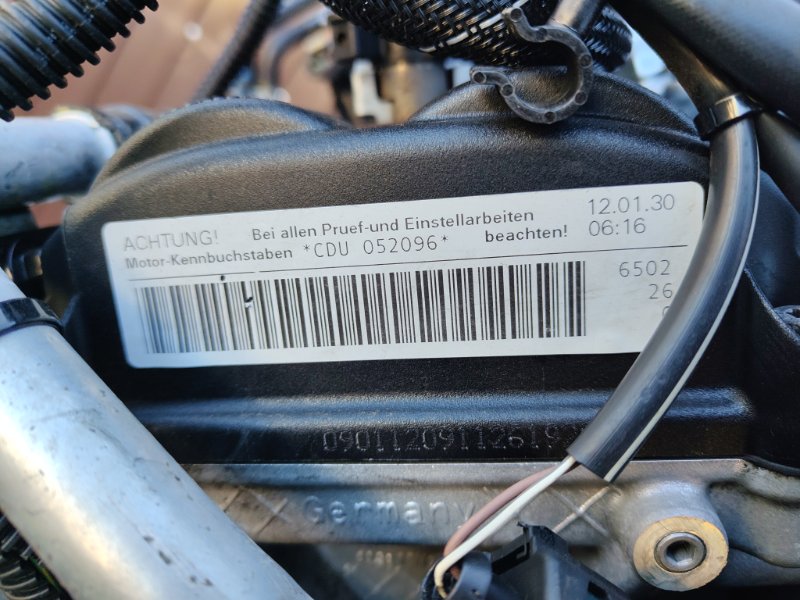 ACHTUNG! Bei allen Pruef-und Einstellarbeiten
Motor-Kennbuchstaben *CDU 052096* beachten!
12.01.30
06:16
6502
26
09011209112619
Germany